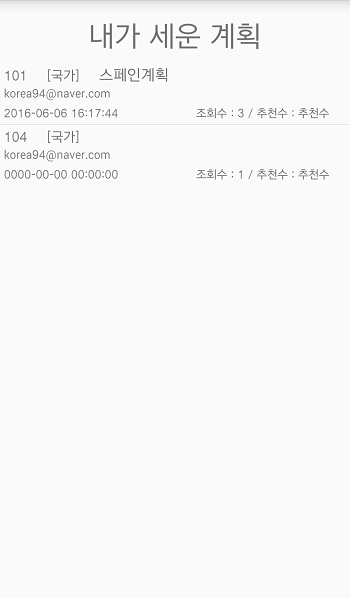 내가 세운 계획
101 [국가] 스페인계획
korea94@naver.com
2016-06-06 16:17:44 조회수 : 3 / 추천수 : 추천수
104 [국가]
korea94@naver.com
0000-00-00 00:00:00 조회수 : 1 / 추천수 : 추천수